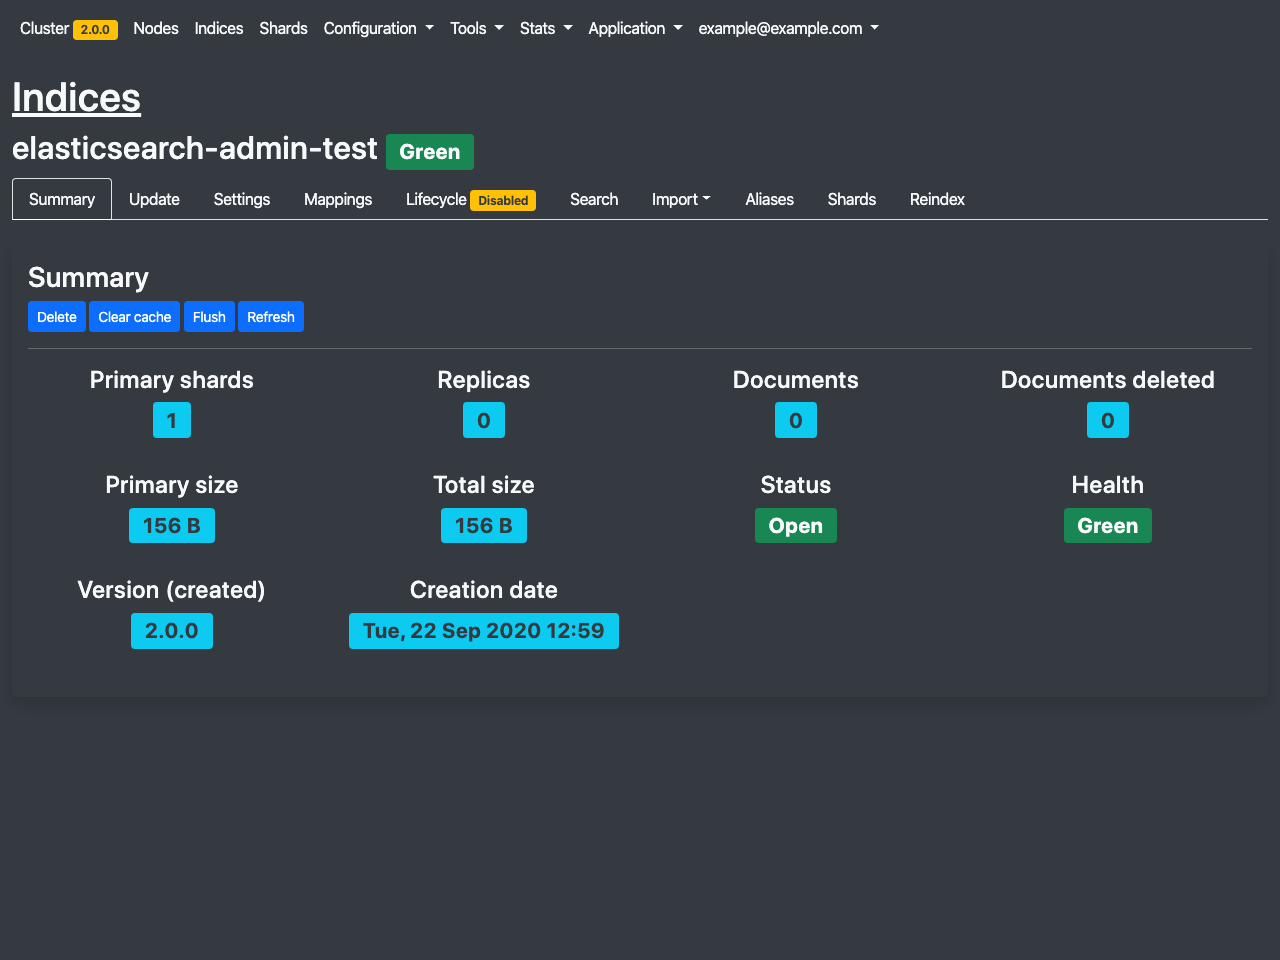 Cluster 2.0.0 Nodes Indices Shards Configuration Tools Stats Application example@example.com
Indices
elasticsearch-admin-test Green
Summary Update Settings Mappings Lifecycle Disabled Search Import Aliases Shards Reindex
Summary
Delete Clear cache Flush Refresh
Primary shards Replicas Documents Documents deleted
1 0 0 0
Primary size Total size Status Health
156 B 156 B Open Green
Version (created) Creation date
2.0.0 Tue, 22 Sep 2020 12:59